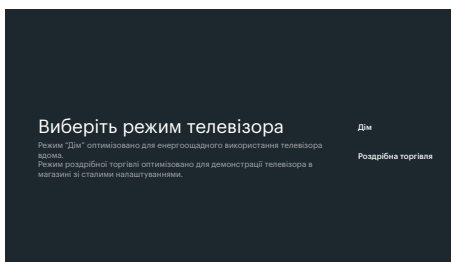 Виберіть режим телевізора
Режим "Дім" оптимізовано для енергоощадного використання телевізора
вдома.
Режим роздрібної торгівлі оптимізовано для демонстрації телевізора в
магазині зі сталими налаштуваннями.
Дім
Роздрібна торгівля